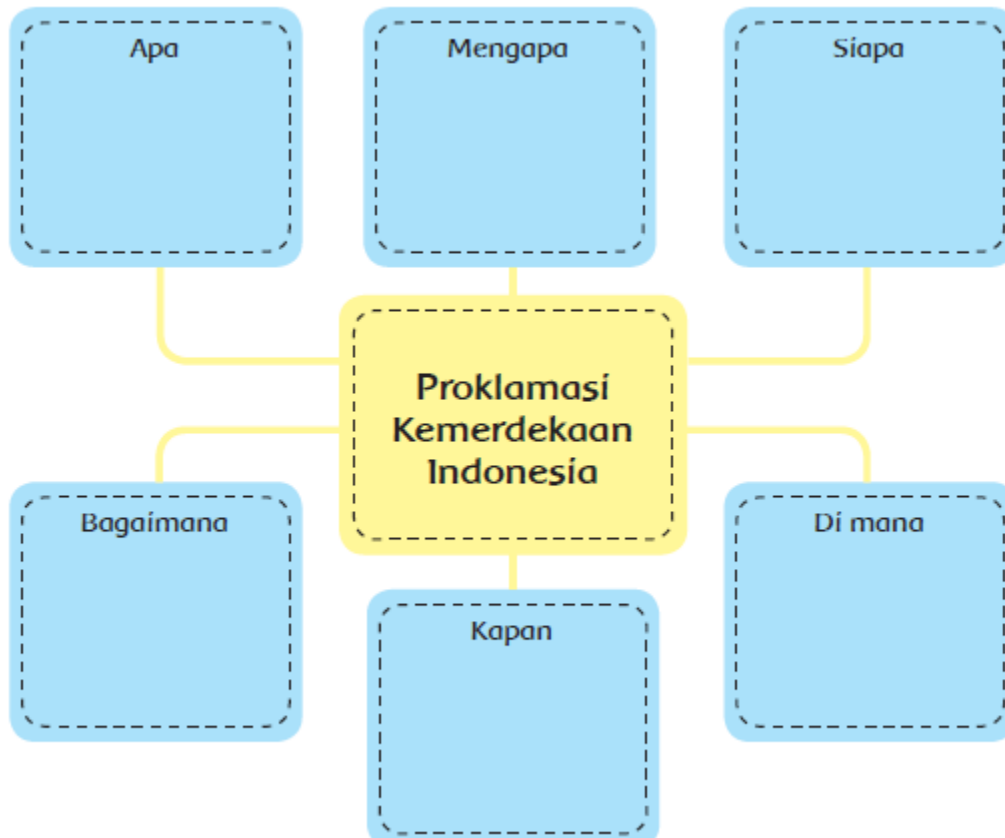 Apa
Mengapa
Siapa
Proklamasi
Kemerdekaan
Indonesia
Bagaimana
Di mana
Kapan